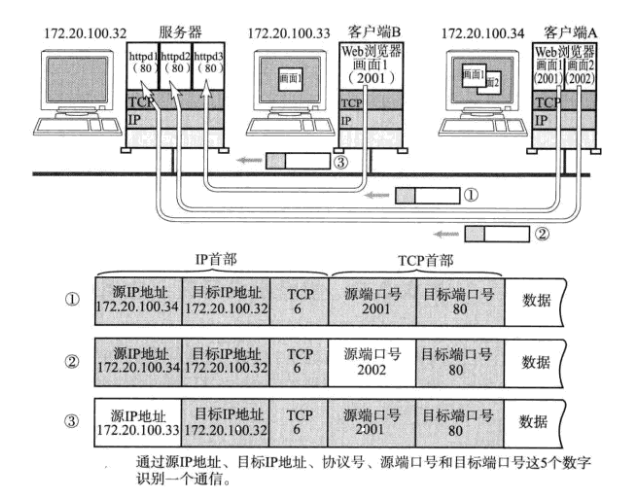 172.20.100.32 服务器 172.20.100.33 客户端B 172.20.100.34 客户端A
httpd1 httpd2 httpd3
(80) (80) (80)
TCP
IP
画面1
Web浏览器
画面1
(2001)
TCP
IP
画面1
面2
Web浏览器
画面1 画面2
(2001) (2002)
TCP
IP
③
①
②
IP首部 TCP首部
① 源IP地址 目标IP地址 TCP 源端口号 目标端口号 数据
172.20.100.34 172.20.100.32 6 2001 80
② 源IP地址 目标IP地址 TCP 源端口号 目标端口号 数据
172.20.100.34 172.20.100.32 6 2002 80
③ 源IP地址 目标IP地址 TCP 源端口号 目标端口号 数据
172.20.100.33 172.20.100.32 6 2001 80
通过源IP地址、目标IP地址、协议号、源端口号和目标端口号这5个数字
识别一个通信。